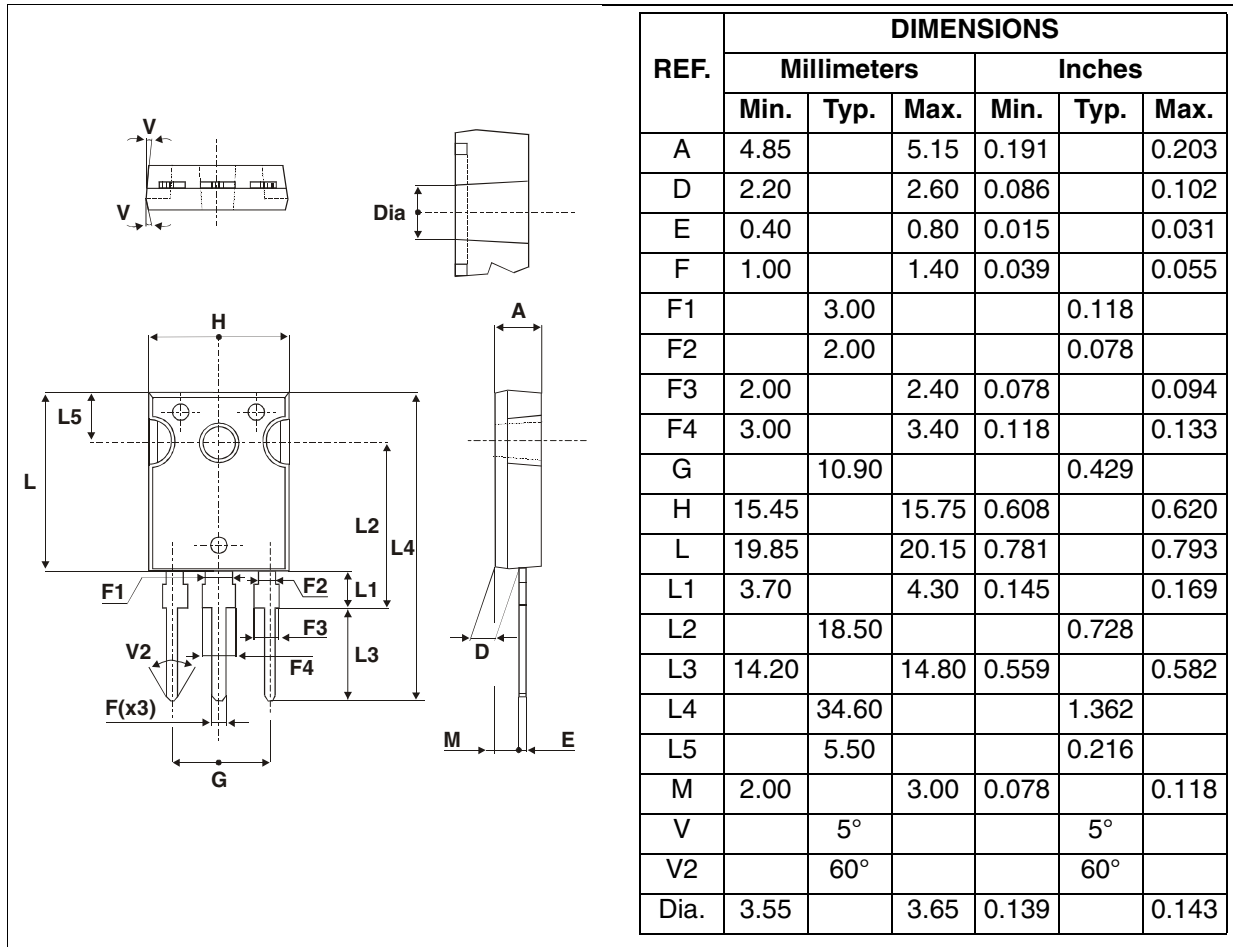 V
V
Dia
H
A
L5
L
L2
L4
F1
F2
L1
F3
V2
F4
L3
D
F(x3)
M
E
G
REF.
DIMENSIONS
Millimeters Inches
Min. Typ. Max. Min. Typ. Max.
A 4.85 5.15 0.191 0.203
D 2.20 2.60 0.086 0.102
E 0.40 0.80 0.015 0.031
F 1.00 1.40 0.039 0.055
F1 3.00 0.118
F2 2.00 0.078
F3 2.00 2.40 0.078 0.094
F4 3.00 3.40 0.118 0.133
G 10.90 0.429
H 15.45 15.75 0.608 0.620
L 19.85 20.15 0.781 0.793
L1 3.70 4.30 0.145 0.169
L2 18.50 0.728
L3 14.20 14.80 0.559 0.582
L4 34.60 1.362
L5 5.50 0.216
M 2.00 3.00 0.078 0.118
V 5° 5°
V2 60° 60°
Dia. 3.55 3.65 0.139 0.143